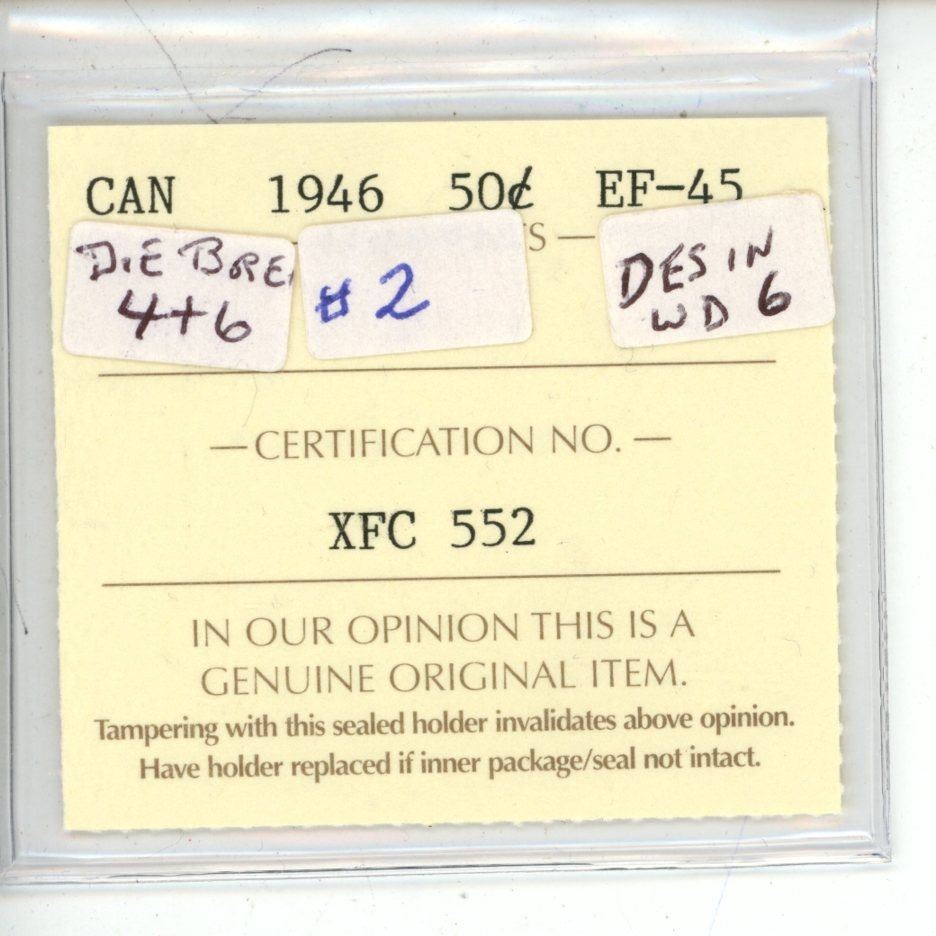 CAN 1946 50¢ EF-45
S —
DIE BRE
4+6
#2
DES IN
WD 6
— CERTIFICATION NO. —
XFC 552
IN OUR OPINION THIS IS A
GENUINE ORIGINAL ITEM.
Tampering with this sealed holder invalidates above opinion.
Have holder replaced if inner package/seal not intact.